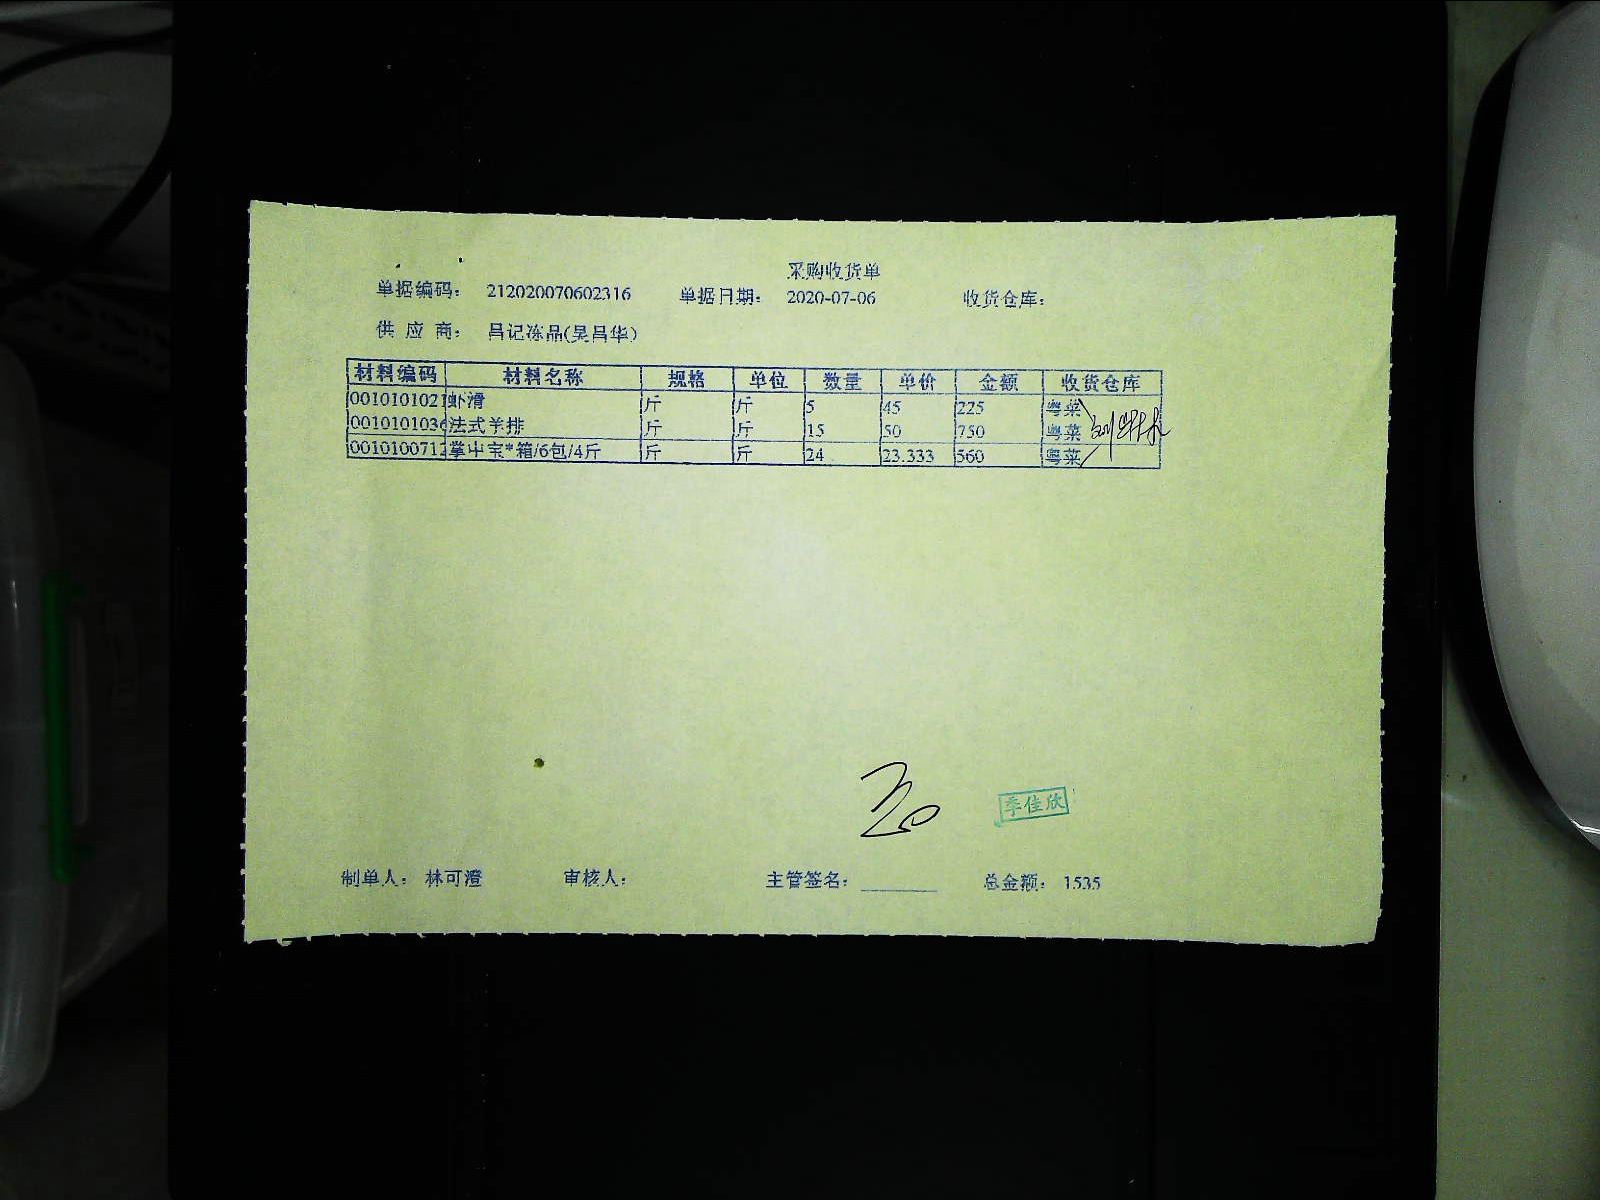 采购收货单
单据编码： 212020070602316 单据日期： 2020-07-06 收货仓库：
供 应 商： 昌记冻品(吴昌华)
材料编码 材料名称 规格 单位 数量 单价 金额 收货仓库
0010101021 虾滑 斤 斤 5 45 225 粤菜
0010101036 法式羊排 斤 斤 15 50 750 粤菜
0010100712 掌中宝*箱/6包/4斤 斤 斤 24 23.333 560 粤菜
季佳欣
制单人： 林可澄 审核人： 主管签名： 总金额： 1535